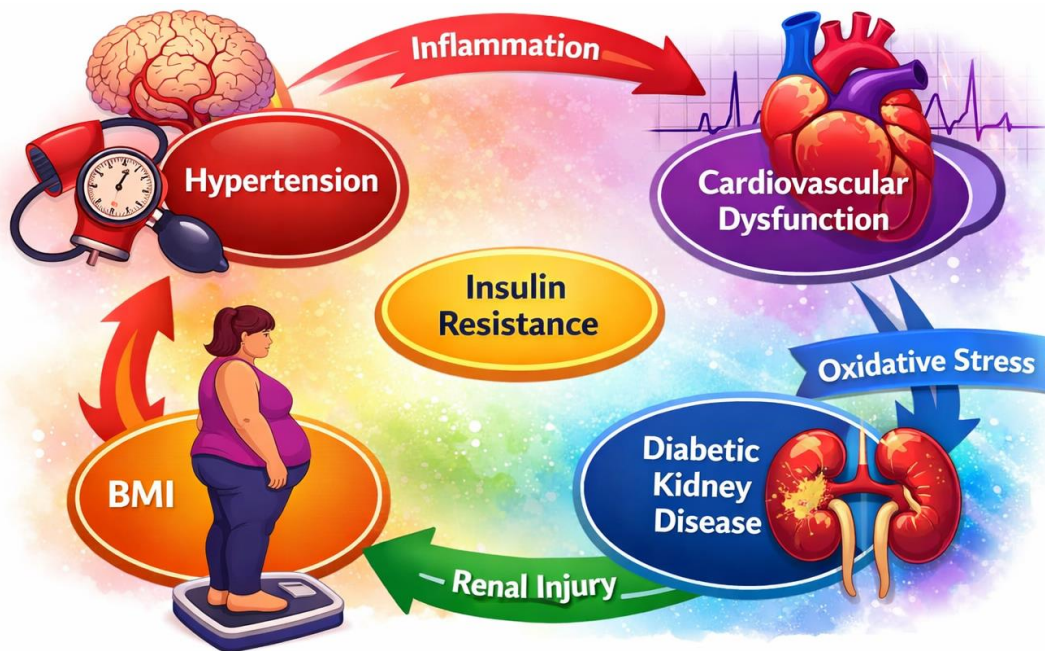 Inflammation
Hypertension
Cardiovascular
Dysfunction
Insulin
Resistance
Oxidative Stress
BMI
Diabetic
Kidney
Disease
Renal Injury